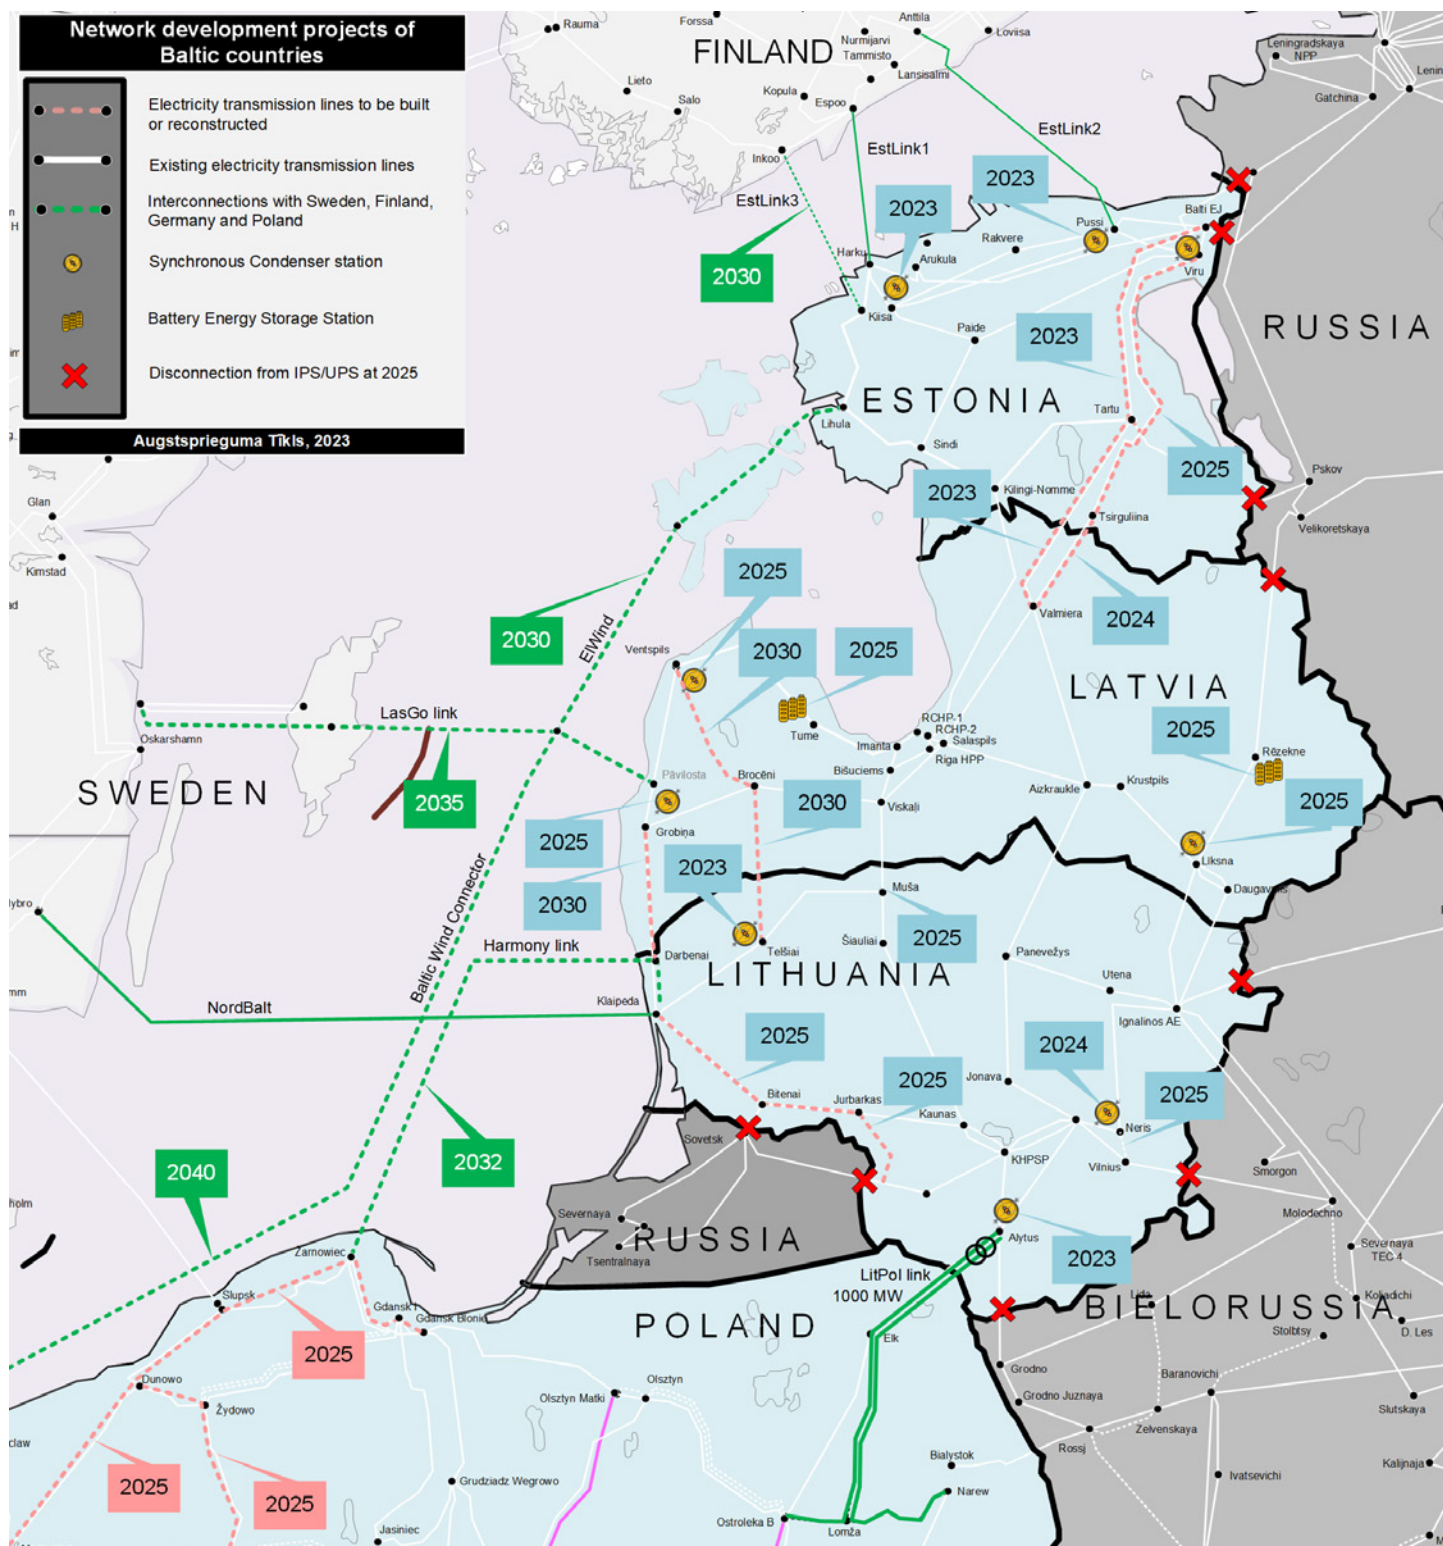 Network development projects of
Baltic countries
Electricity transmission lines to be built
or reconstructed
Existing electricity transmission lines
Interconnections with Sweden, Finland,
Germany and Poland
Synchronous Condenser station
Battery Energy Storage Station
Disconnection from IPS/UPS at 2025
Augstsprieguma Tīkls, 2023
Rauma
Forssa
Anttila
Loviisa
Nurmijarvi
Tammisto
FINLAND
Lansisalmi
Lieto
Kopula
Salo
Espoo
Inkoo
Leningradskaya
NPP
Gatchina
EstLink2
EstLink1
EstLink3
2023
2023
Pussi
Balti EJ
Rakvere
Harku
Arukula
Viru
2030
Kiisa
Paide
2023
RUSSIA
ESTONIA
Lihula
Tartu
Sindi
2025
Pskov
2023
Kilingi-Nomme
Tsirguliina
Velikoretskaya
Glan
Kimstad
2025
2024
Valmiera
2030
ElWind
Ventspils
2030
2025
LATVIA
LasGo link
RCHP-1
RCHP-2
Salaspils
Tume
Imanta
Riga HPP
2025
Rēzekne
Oskarshamn
SWEDEN
2035
Pāvilosta
Brocēni
Bišuciems
Aizkraukle
Krustpils
2025
2030
Viskaļi
Grobiņa
2025
2023
Līksna
Daugavpils
2030
Muša
Baltic Wind Connector
Harmony link
Telšiai
Šiauliai
2025
Darbenai
LITHUANIA
Panevežys
Utena
NordBalt
Klaipeda
Ignalinos AE
2025
2024
2025
Jonava
2025
Bitenai
Jurbarkas
Kaunas
Neris
Sovetsk
2032
KHPSP
Vilnius
Smorgon
2040
Molodechno
Severnaya
RUSSIA
Tsentralnaya
Alytus
2023
Severnaya
TEC-4
Zarnowiec
LitPol link
1000 MW
Slupsk
Gdansk I
Gdansk Blonie
POLAND
BIELORUSSIA
Lida
Koliadichi
Stolbtsy
D. Les
Elk
2025
Grodno
Dunowo
Żydowo
Olsztyn Matki
Olsztyn
Baranovichi
Grodno Juznaya
Slutskaya
Zelvenskaya
Rossj
Bialystok
2025
2025
Grudziadz Wegrowo
Narew
Ivatsevichi
Kalijnaja
Ostroleka B
Lomža
Jasiniec